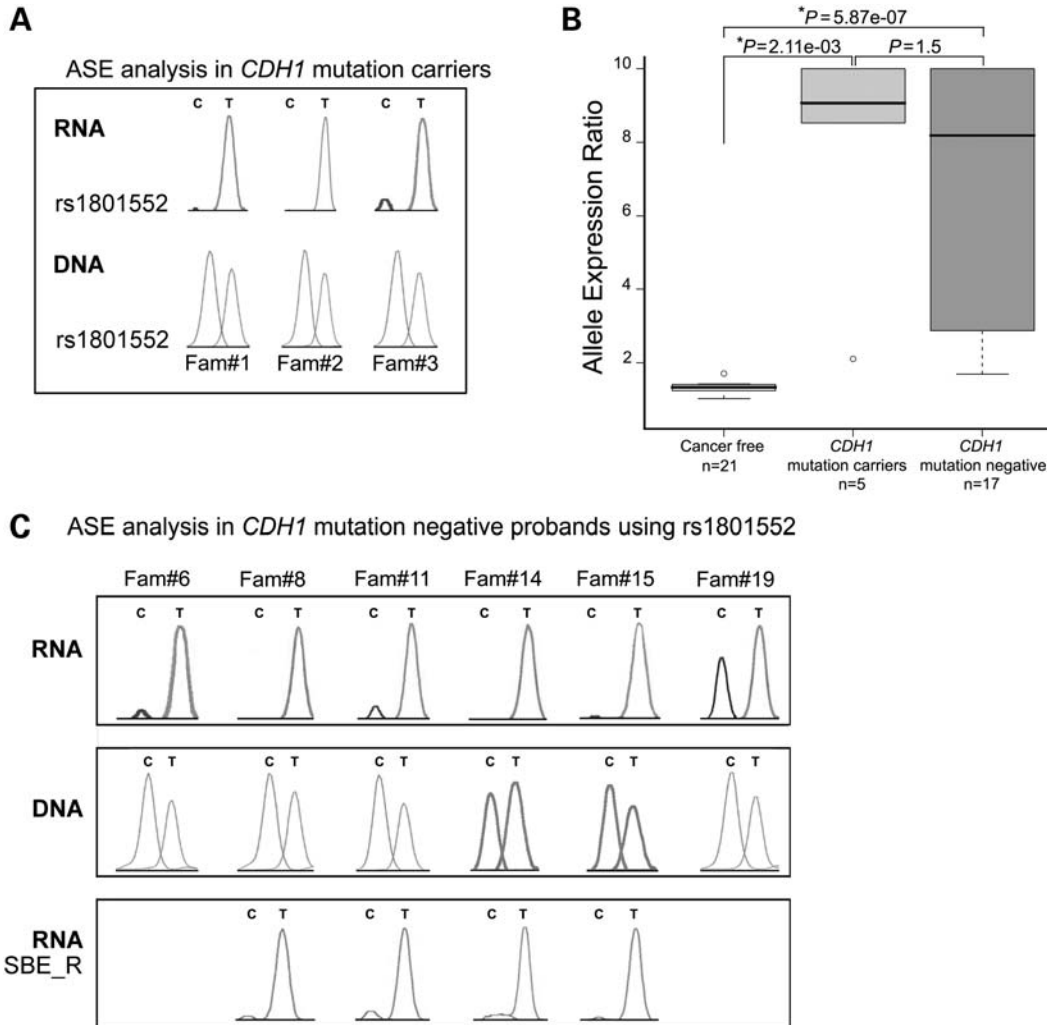 A
ASE analysis in CDH1 mutation carriers
C T C T C T
RNA
rs1801552
DNA
rs1801552
Fam#1 Fam#2 Fam#3
B
*P=5.87e-07
*P=2.11e-03 P=1.5
Allele Expression Ratio
10
8
6
4
2
Cancer free
n=21
CDH1
mutation carriers
n=5
CDH1
mutation negative
n=17
C ASE analysis in CDH1 mutation negative probands using rs1801552
Fam#6 Fam#8 Fam#11 Fam#14 Fam#15 Fam#19
C T C T C T C T C T C T
RNA
C T C T C T C T C T C T
DNA
C T C T C T C T
RNA
SBE_R